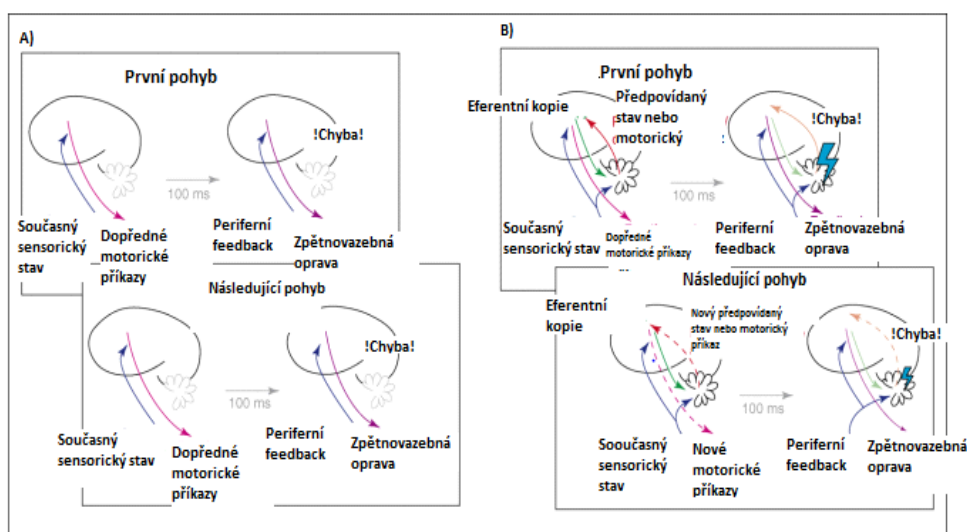 A)
První pohyb
!Chyba!
100 ms
Současný
sensorický
stav
Dopředné
motorické
příkazy
Periferní
feedback
Zpětnovazebná
oprava
Následující pohyb
!Chyba!
100 ms
Současný
sensorický stav
Dopředné
motorické
příkazy
Periferní
feedback
Zpětnovazebná
oprava
B)
První pohyb
Eferentní kopie
Předpovídaný
stav nebo
motorický
!Chyba!
100 ms
Současný
sensorický stav
Dopředné
motorické příkazy
Periferní
feedback
Zpětnovazebná
oprava
Následující pohyb
Eferentní
kopie
Nový předpovídaný
stav nebo motorický
příkaz
!Chyba!
100 ms
Sooučasný
sensorický
stav
Nové
motorické
příkazy
Periferní
feedback
Zpětnovazebná
oprava